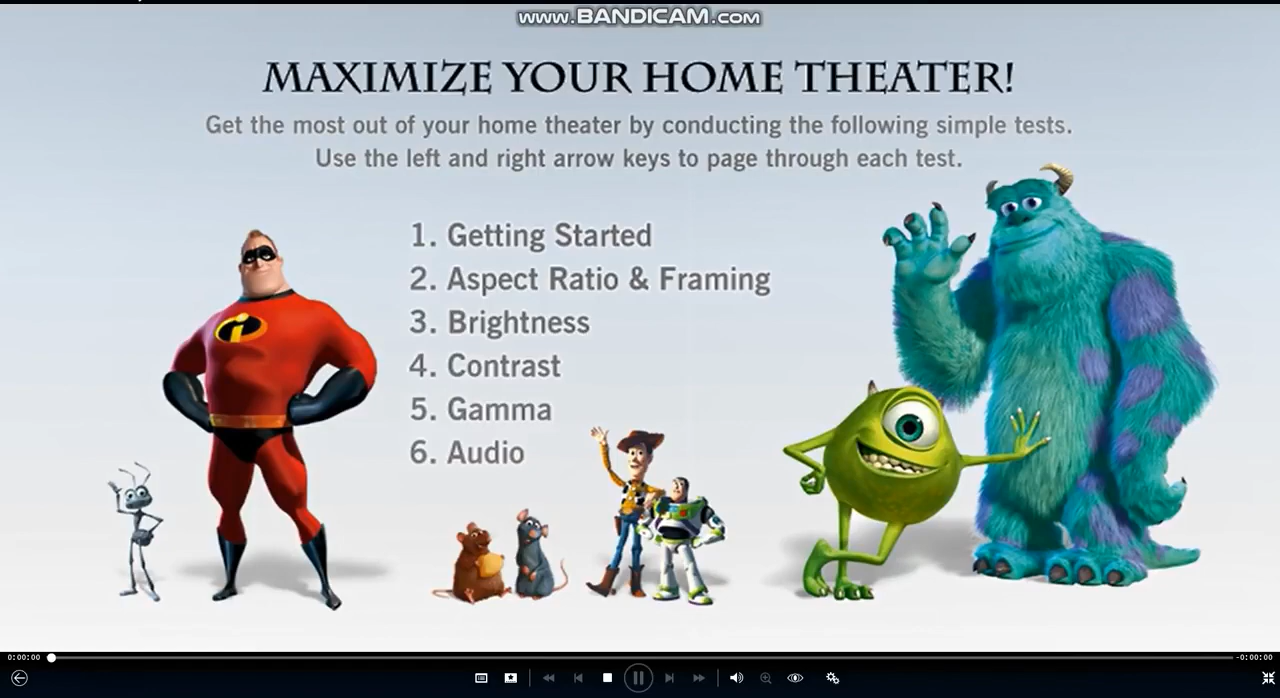 www.BANDICAM.com
MAXIMIZE YOUR HOME THEATER!
Get the most out of your home theater by conducting the following simple tests.
Use the left and right arrow keys to page through each test.
1. Getting Started
2. Aspect Ratio & Framing
3. Brightness
4. Contrast
5. Gamma
6. Audio
0:00:00
-0:00:00